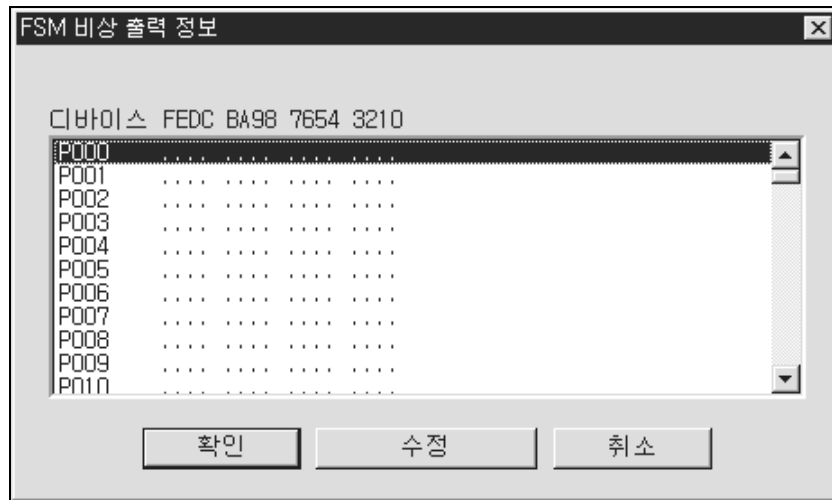 FSM 비상 출력 정보
디바이스 FEDC BA98 7654 3210
P000 .... .... .... ....
P001 .... .... .... ....
P002 .... .... .... ....
P003 .... .... .... ....
P004 .... .... .... ....
P005 .... .... .... ....
P006 .... .... .... ....
P007 .... .... .... ....
P008 .... .... .... ....
P009 .... .... .... ....
P010 .... .... .... ....
확인 수정 취소